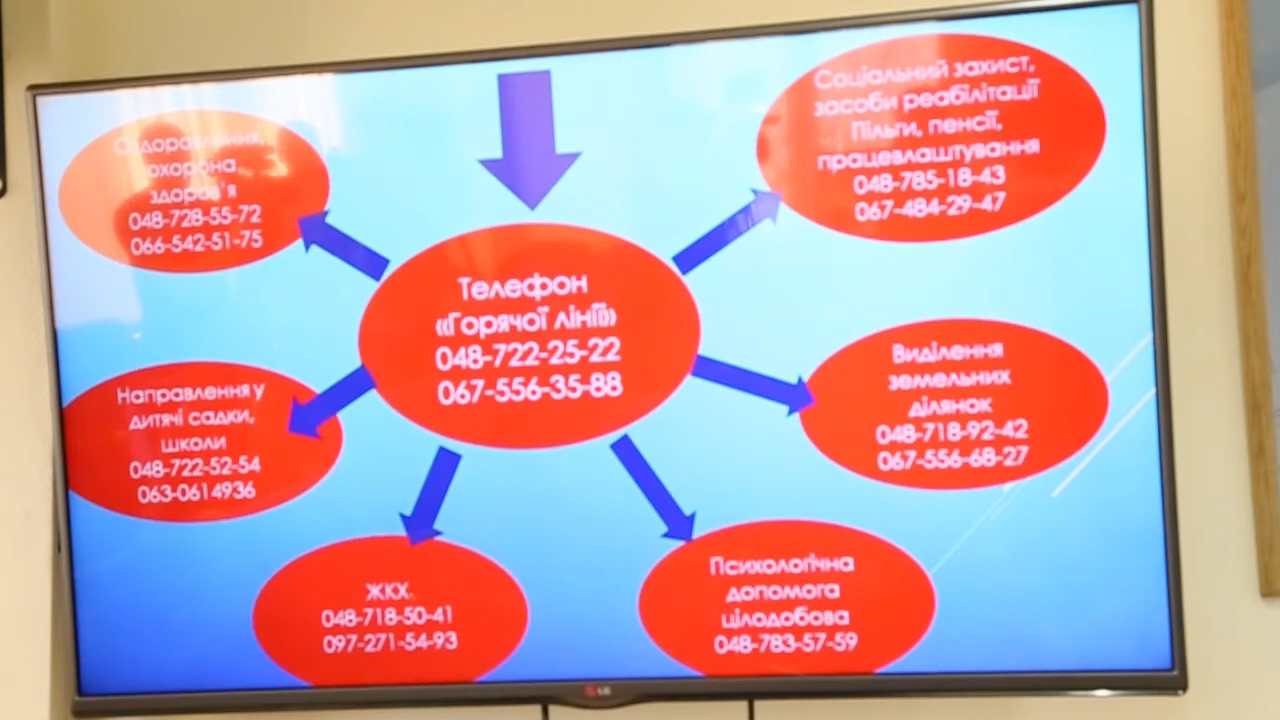 Оздоровлення,
охорона
здоров'я
048-728-55-72
066-542-51-75
Соціальний захист,
засоби реабілітації
Пільги, пенсії,
працевлаштування
048-785-18-43
067-484-29-47
Телефон
«Горячої лінії»
048-722-25-22
067-556-35-88
Направлення у
дитячі садки,
школи
048-722-52-54
063-0614936
Виділення
земельних
ділянок
048-718-92-42
067-556-68-27
ЖКХ
048-718-50-41
097-271-54-93
Психологічна
допомога
цілодобова
048-783-57-59
LG